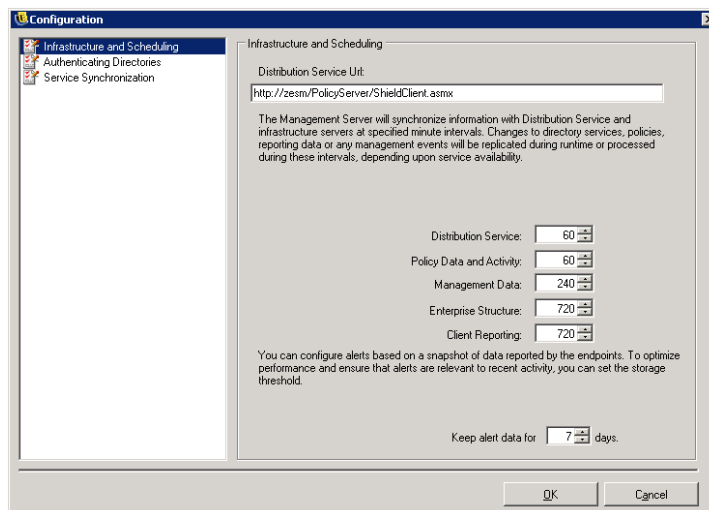 Configuration
Infrastructure and Scheduling
Authenticating Directories
Service Synchronization
Infrastructure and Scheduling
Distribution Service Url:
http://zesm/PolicyServer/ShieldClient.asmx
The Management Server will synchronize information with Distribution Service and
infrastructure servers at specified minute intervals. Changes to directory services, policies,
reporting data or any management events will be replicated during runtime or processed
during these intervals, depending upon service availability.
Distribution Service: 60
Policy Data and Activity: 60
Management Data: 240
Enterprise Structure: 720
Client Reporting: 720
You can configure alerts based on a snapshot of data reported by the endpoints. To optimize
performance and ensure that alerts are relevant to recent activity, you can set the storage
threshold.
Keep alert data for 7 days.
OK Cancel